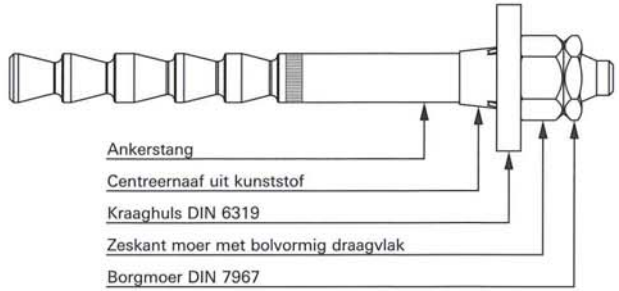 Ankerstang
Centreernaaf uit kunststof
Kraaghuls DIN 6319
Zeskant moer met bolvormig draagvlak
Borgmoer DIN 7967